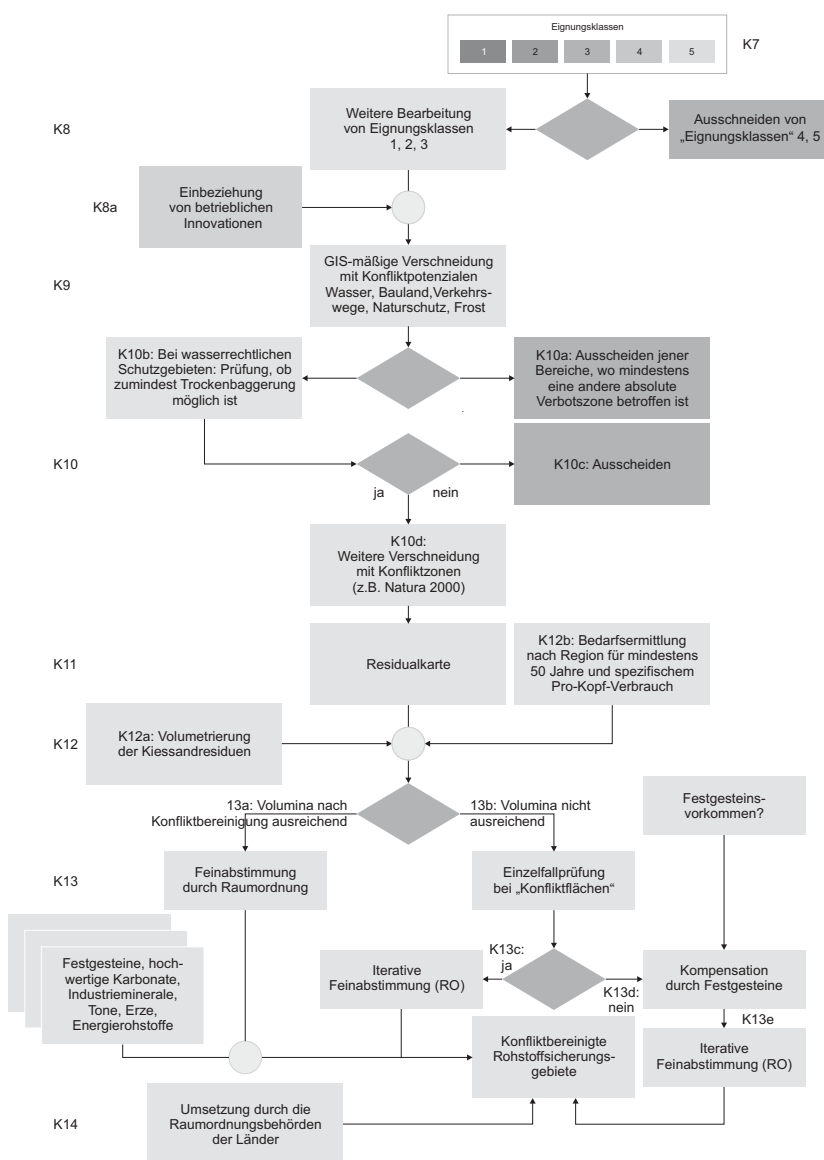 Eignungsklassen
1 2 3 4 5
K7
K8
Weitere Bearbeitung
von Eignungsklassen
1, 2, 3
Ausschneiden von
„Eignungsklassen“ 4, 5
K8a
Einbeziehung
von betrieblichen
Innovationen
K9
GIS-mäßige Verschneidung
mit Konfliktpotenzialen
Wasser, Bauland,Verkehrs-
wege, Naturschutz, Frost
K10b: Bei wasserrechtlichen
Schutzgebieten: Prüfung, ob
zumindest Trockenbaggerung
möglich ist
K10a: Ausscheiden jener
Bereiche, wo mindestens
eine andere absolute
Verbotszone betroffen ist
K10
ja nein
K10c: Ausscheiden
K10d:
Weitere Verschneidung
mit Konfliktzonen
(z.B. Natura 2000)
K11
Residualkarte
K12b: Bedarfsermittlung
nach Region für mindestens
50 Jahre und spezifischem
Pro-Kopf-Verbrauch
K12
K12a: Volumetrierung
der Kiessandresiduen
13a: Volumina nach
Konfliktbereinigung ausreichend
13b: Volumina nicht
ausreichend
Festgesteins-
vorkommen?
K13
Feinabstimmung
durch Raumordnung
Einzelfallprüfung
bei „Konfliktflächen“
Festgesteine, hoch-
wertige Karbonate,
Industrieminerale,
Tone, Erze,
Energierohstoffe
Iterative
Feinabstimmung (RO)
K13c:
ja
K13d:
nein
Kompensation
durch Festgesteine
K13e
Konfliktbereinigte
Rohstoffsicherungs-
gebiete
Iterative
Feinabstimmung (RO)
K14
Umsetzung durch die
Raumordnungsbehörden
der Länder